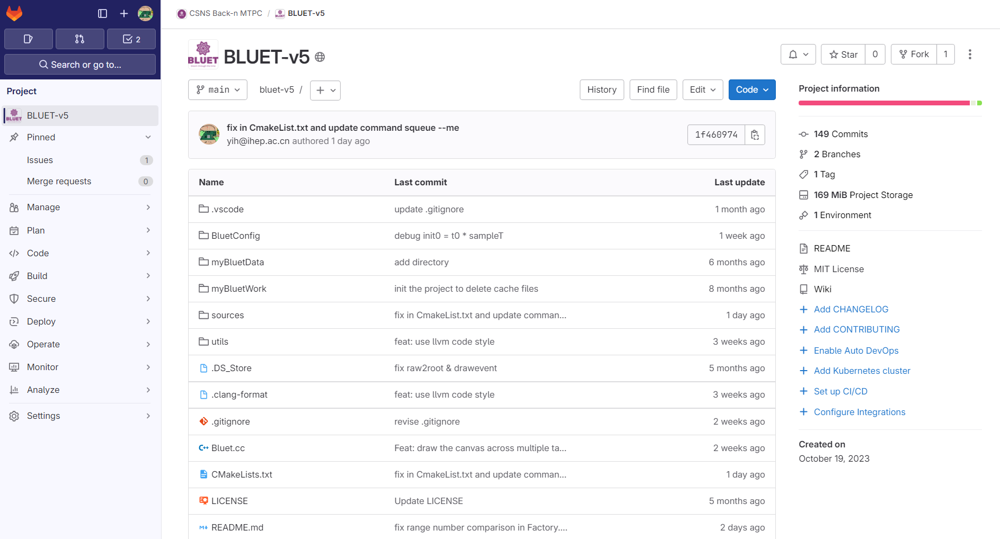 CSNS Back-n MTPC / BLUET-v5
2
Search or go to...
Project
BLUET-v5
Pinned
Issues 1
Merge requests 0
Manage
Plan
Code
Build
Secure
Deploy
Operate
Monitor
Analyze
Settings
BLUET
BLUET-v5
Star 0
Fork 1
main
bluet-v5 /
History
Find file
Edit
Code
fix in CmakeList.txt and update command squeue --me
yih@ihep.ac.cn authored 1 day ago
1f460974
Name Last commit Last update
.vscode update .gitignore 1 month ago
BluetConfig debug init0 = t0 * sampleT 1 week ago
myBluetData add directory 6 months ago
myBluetWork init the project to delete cache files 8 months ago
sources fix in CmakeList.txt and update comman... 1 day ago
utils feat: use llvm code style 3 weeks ago
.DS_Store fix raw2root & drawevent 5 months ago
.clang-format feat: use llvm code style 3 weeks ago
.gitignore revise .gitignore 2 weeks ago
Bluet.cc Feat: draw the canvas across multiple ta... 2 weeks ago
CMakeLists.txt fix in CmakeList.txt and update comman... 1 day ago
LICENSE Update LICENSE 5 months ago
README.md fix range number comparison in Factory.... 2 days ago
Project information
149 Commits
2 Branches
1 Tag
169 MiB Project Storage
1 Environment
README
MIT License
Wiki
Add CHANGELOG
Add CONTRIBUTING
Enable Auto DevOps
Add Kubernetes cluster
Set up CI/CD
Configure Integrations
Created on
October 19, 2023